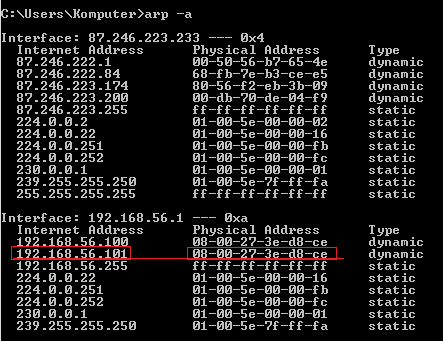 C:\Users\Komputer>arp -a
Interface: 87.246.223.233 --- 0x4
Internet Address Physical Address Type
87.246.222.1 00-50-56-b7-65-4e dynamic
87.246.222.84 68-fb-7e-b3-ce-e5 dynamic
87.246.223.174 80-56-f2-eb-3b-09 dynamic
87.246.223.200 00-db-70-de-04-f9 dynamic
87.246.223.255 ff-ff-ff-ff-ff-ff static
224.0.0.2 01-00-5e-00-00-02 static
224.0.0.22 01-00-5e-00-00-16 static
224.0.0.251 01-00-5e-00-00-fb static
224.0.0.252 01-00-5e-00-00-fc static
230.0.0.1 01-00-5e-00-00-01 static
239.255.255.250 01-00-5e-7f-ff-fa static
255.255.255.255 ff-ff-ff-ff-ff-ff static
Interface: 192.168.56.1 --- 0xa
Internet Address Physical Address Type
192.168.56.100 08-00-27-3e-d8-ce dynamic
192.168.56.101 08-00-27-3e-d8-ce dynamic
192.168.56.255 ff-ff-ff-ff-ff-ff static
224.0.0.22 01-00-5e-00-00-16 static
224.0.0.251 01-00-5e-00-00-fb static
224.0.0.252 01-00-5e-00-00-fc static
230.0.0.1 01-00-5e-00-00-01 static
239.255.255.250 01-00-5e-7f-ff-fa static